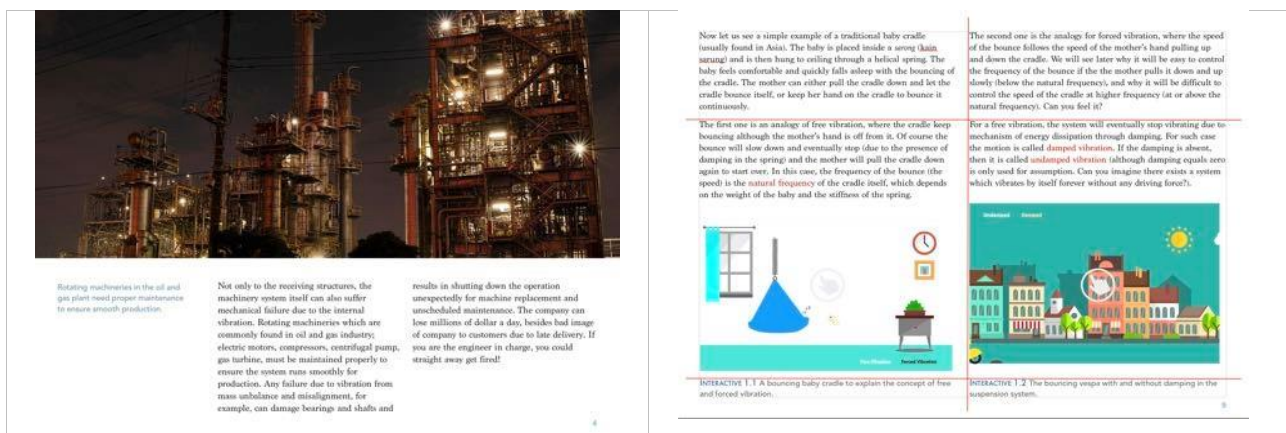 Rotating machineries in the oil and
gas plant need proper maintenance
to ensure smooth production.
Not only to the receiving structures, the
machinery system itself can also suffer
mechanical failure due to the internal
vibration. Rotating machineries which are
commonly found in oil and gas industry;
electric motors, compressors, centrifugal pump,
gas turbine, must be maintained properly to
ensure the system runs smoothly for
production. Any failure due to vibration from
mass unbalance and misalignment, for
example, can damage bearings and shafts and
results in shutting down the operation
unexpectedly for machine replacement and
unscheduled maintenance. The company can
lose millions of dollar a day, besides bad image
of company to customers due to late delivery. If
you are the engineer in charge, you could
straight away get fired!
4
Now let us see a simple example of a traditional baby cradle
(usually found in Asia). The baby is placed inside a sarong (kain
sarung) and is then hung to ceiling through a helical spring. The
baby feels comfortable and quickly falls asleep with the bouncing of
the cradle. The mother can either pull the cradle down and let the
cradle bounce itself, or keep her hand on the cradle to bounce it
continuously.
The first one is an analogy of free vibration, where the cradle keep
bouncing although the mother's hand is off from it. Of course the
bounce will slow down and eventually stop (due to the presence of
damping in the spring) and the mother will pull the cradle down
again to start over. In this case, the frequency of the bounce (the
speed) is the natural frequency of the cradle itself, which depends
on the weight of the baby and the stiffness of the spring.
Free Vibration Forced Vibration
INTERACTIVE 1.1 A bouncing baby cradle to explain the concept of free
and forced vibration.
The second one is the analogy for forced vibration, where the speed
of the bounce follows the speed of the mother's hand pulling up
and down the cradle. We will see later why it will be easy to control
the frequency of the bounce if the the mother pulls it down and up
slowly (below the natural frequency), and why it will be difficult to
control the speed of the cradle at higher frequency (at or above the
natural frequency). Can you feel it?
For a free vibration, the system will eventually stop vibrating due to
mechanism of energy dissipation through damping. For such case
the motion is called damped vibration. If the damping is absent,
then it is called undamped vibration (although damping equals zero
is only used for assumption. Can you imagine there exists a system
which vibrates by itself forever without any driving force?).
Undamped Damped
INTERACTIVE 1.2 The bouncing vespa with and without damping in the
suspension system.